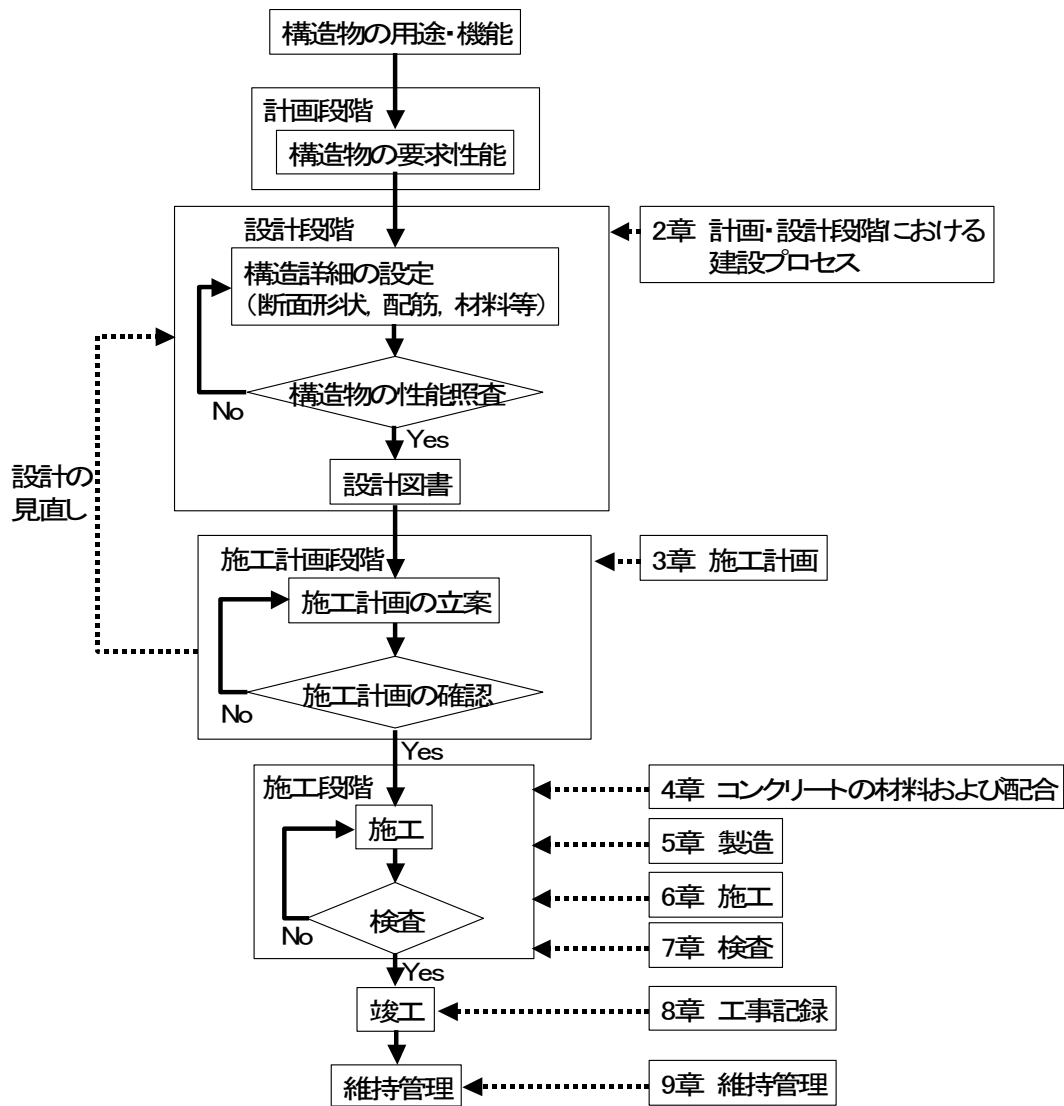 構造物の用途・機能
計画段階
構造物の要求性能
設計段階
2章 計画・設計段階における
建設プロセス
構造詳細の設定
（断面形状, 配筋, 材料等）
構造物の性能照査
No
Yes
設計図書
設計の
見直し
施工計画段階
3章 施工計画
施工計画の立案
施工計画の確認
No
Yes
施工段階
4章 コンクリートの材料および配合
施工
5章 製造
6章 施工
検査
No
7章 検査
Yes
竣工
8章 工事記録
維持管理
9章 維持管理